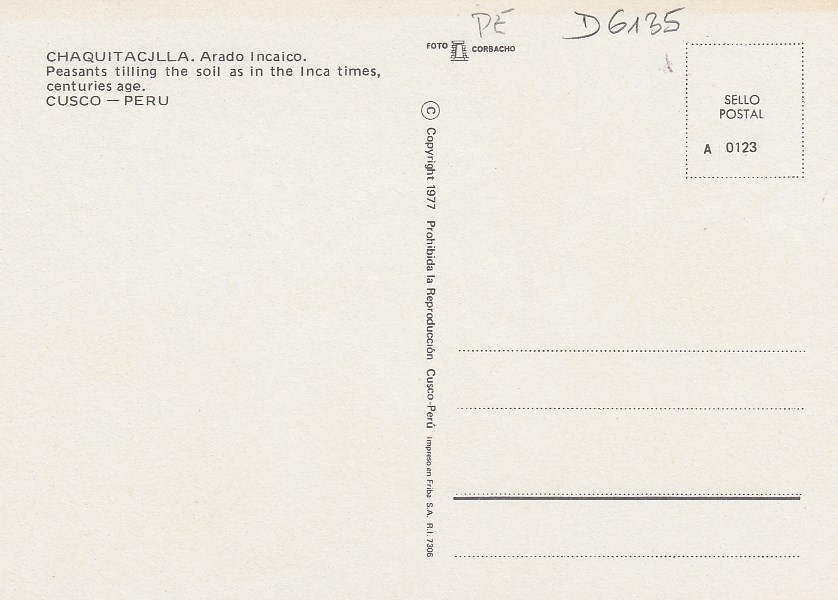 PÉ D6135
CHAQUITACJLLA. Arado Incaico.
Peasants tilling the soil as in the Inca times,
centuries age.
CUSCO — PERU
FOTO CORBACHO
© Copyright 1977 Prohibida la Reproducción Cusco-Perú Impreso en Friba S.A. R.I. 7306
SELLO
POSTAL
A 0123